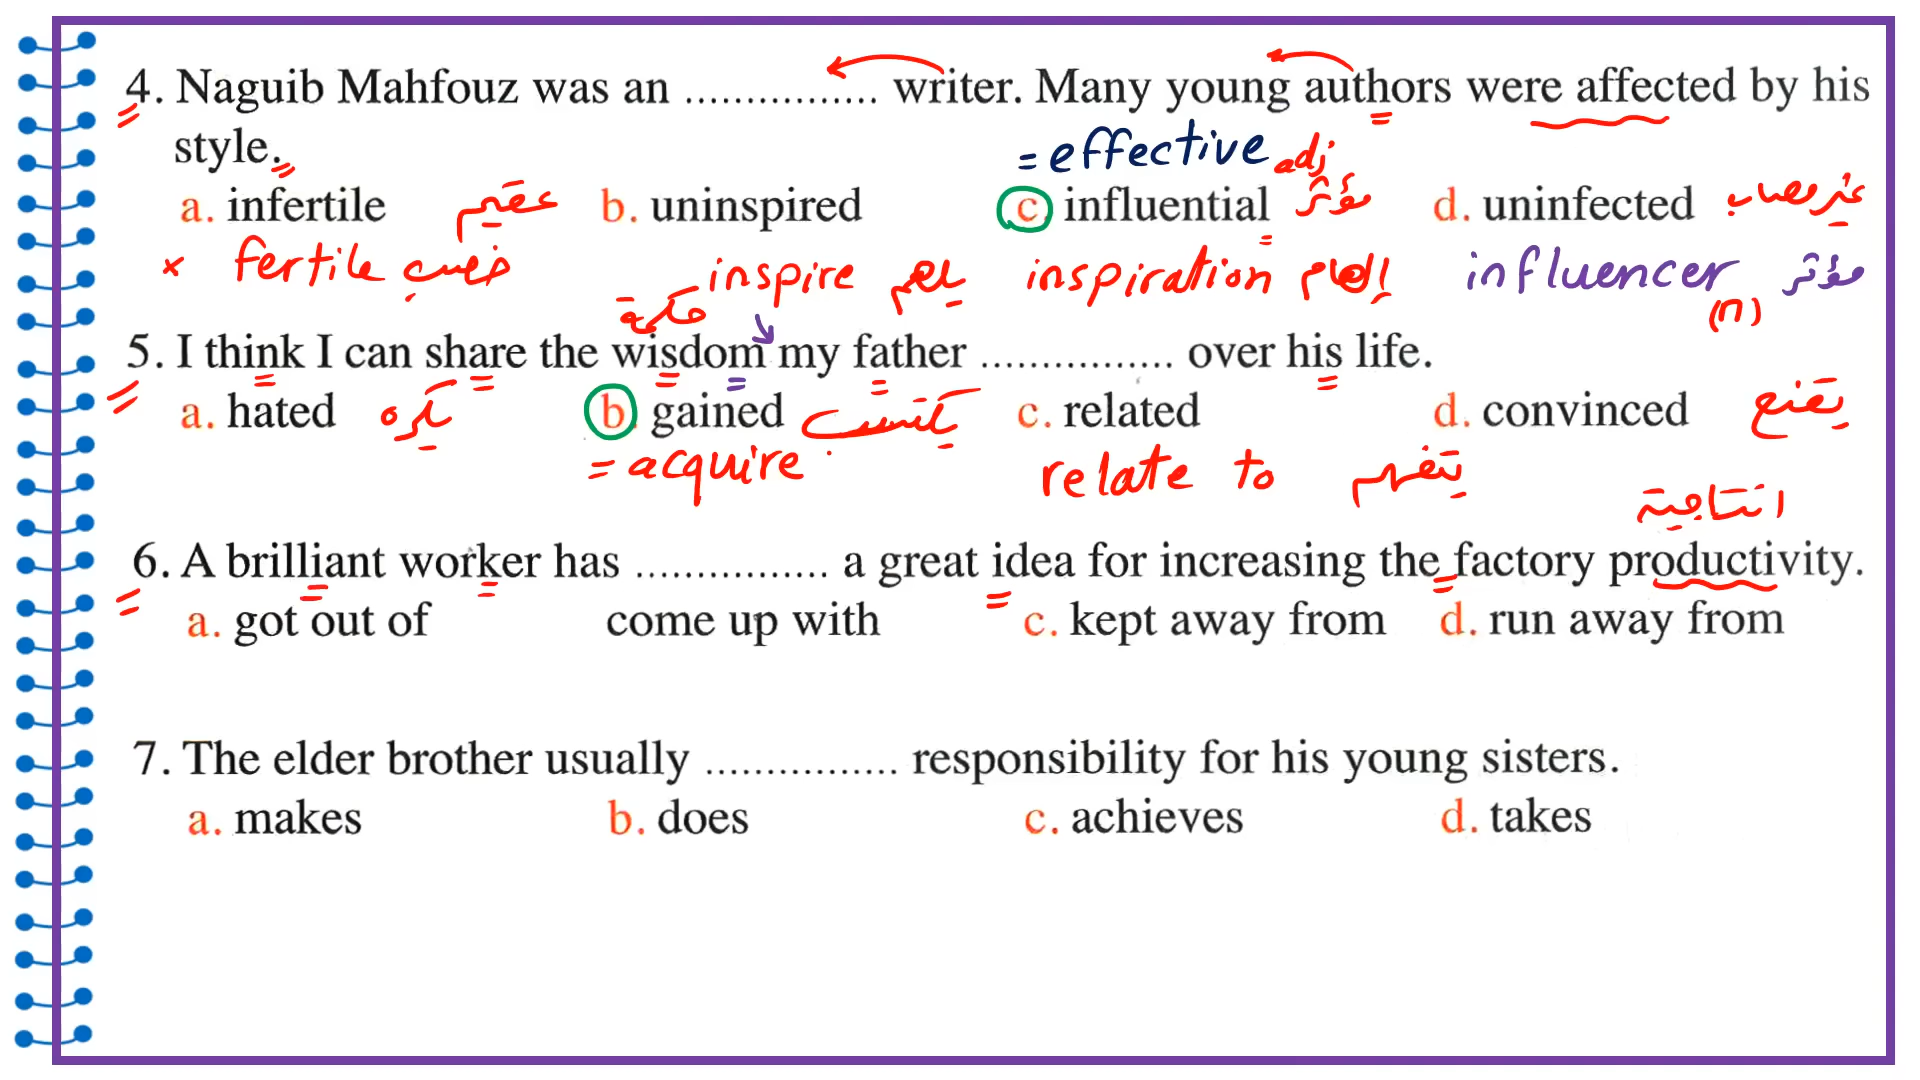 4. Naguib Mahfouz was an ................ writer. Many young authors were affected by his
style.
= effective adj
a. infertile عقيم b. uninspired c. influential مؤثر d. uninfected غير مصاب
× fertile خصب inspire يلهم inspiration إلهام influencer مؤثر
(n)
حكمة
5. I think I can share the wisdom my father ................ over his life.
a. hated يكره b. gained يكتسب c. related d. convinced يقنع
= acquire relate to يتفهم
انتاجية
6. A brilliant worker has ................ a great idea for increasing the factory productivity.
a. got out of come up with c. kept away from d. run away from
7. The elder brother usually ................ responsibility for his young sisters.
a. makes b. does c. achieves d. takes